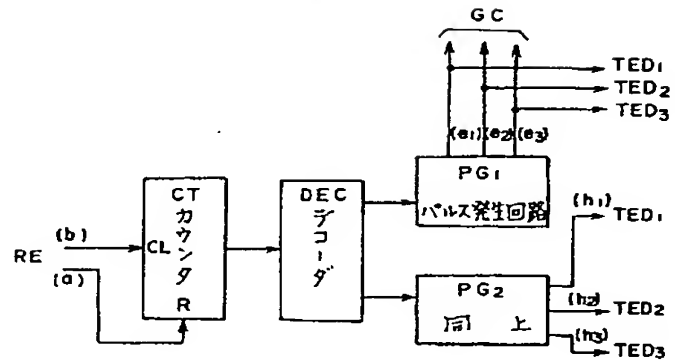 GC
TED1
TED2
TED3
(e1)(e2)(e3)
CT
カウンタ
CL
R
DEC
デコーダ
PG1
パルス発生回路
RE
(b)
(a)
(h1)
TED1
PG2
同上
(h2)
TED2
(h3)
TED3